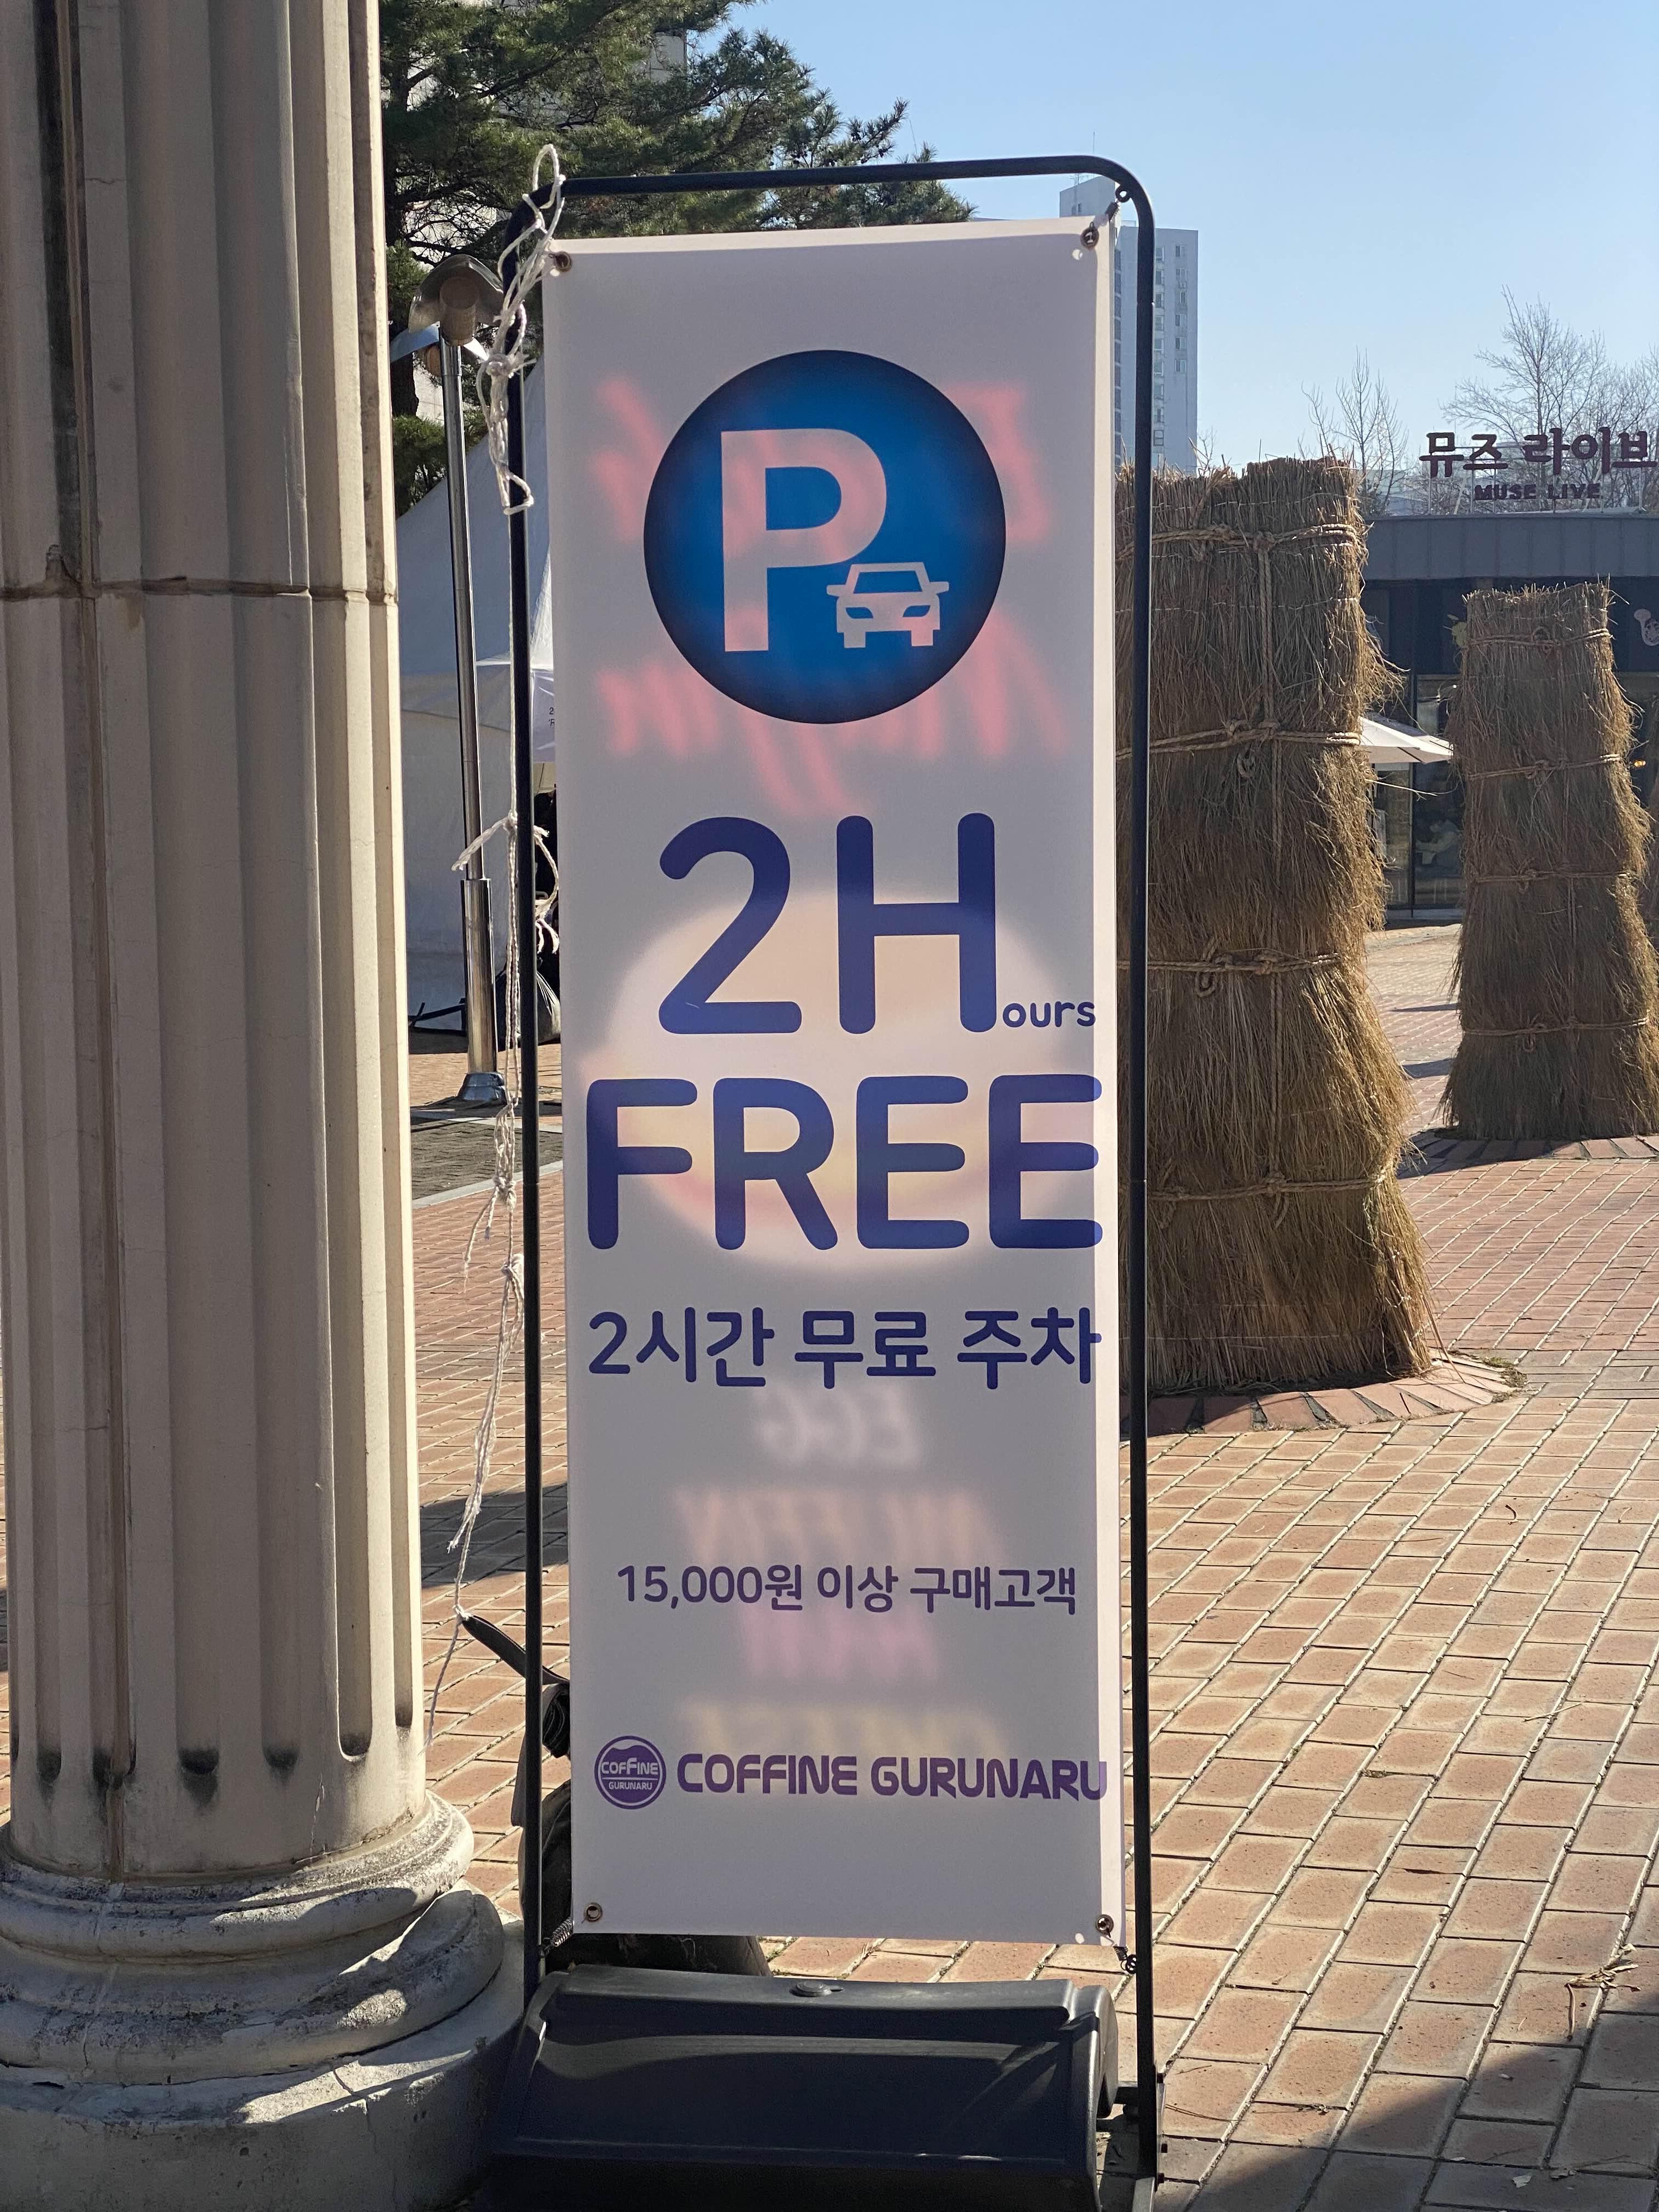 P
2Hours
FREE
2시간 무료 주차
15,000원 이상 구매고객
COFFINE
GURUNARU
COFFINE GURUNARU
뮤즈 라이브
MUSE LIVE